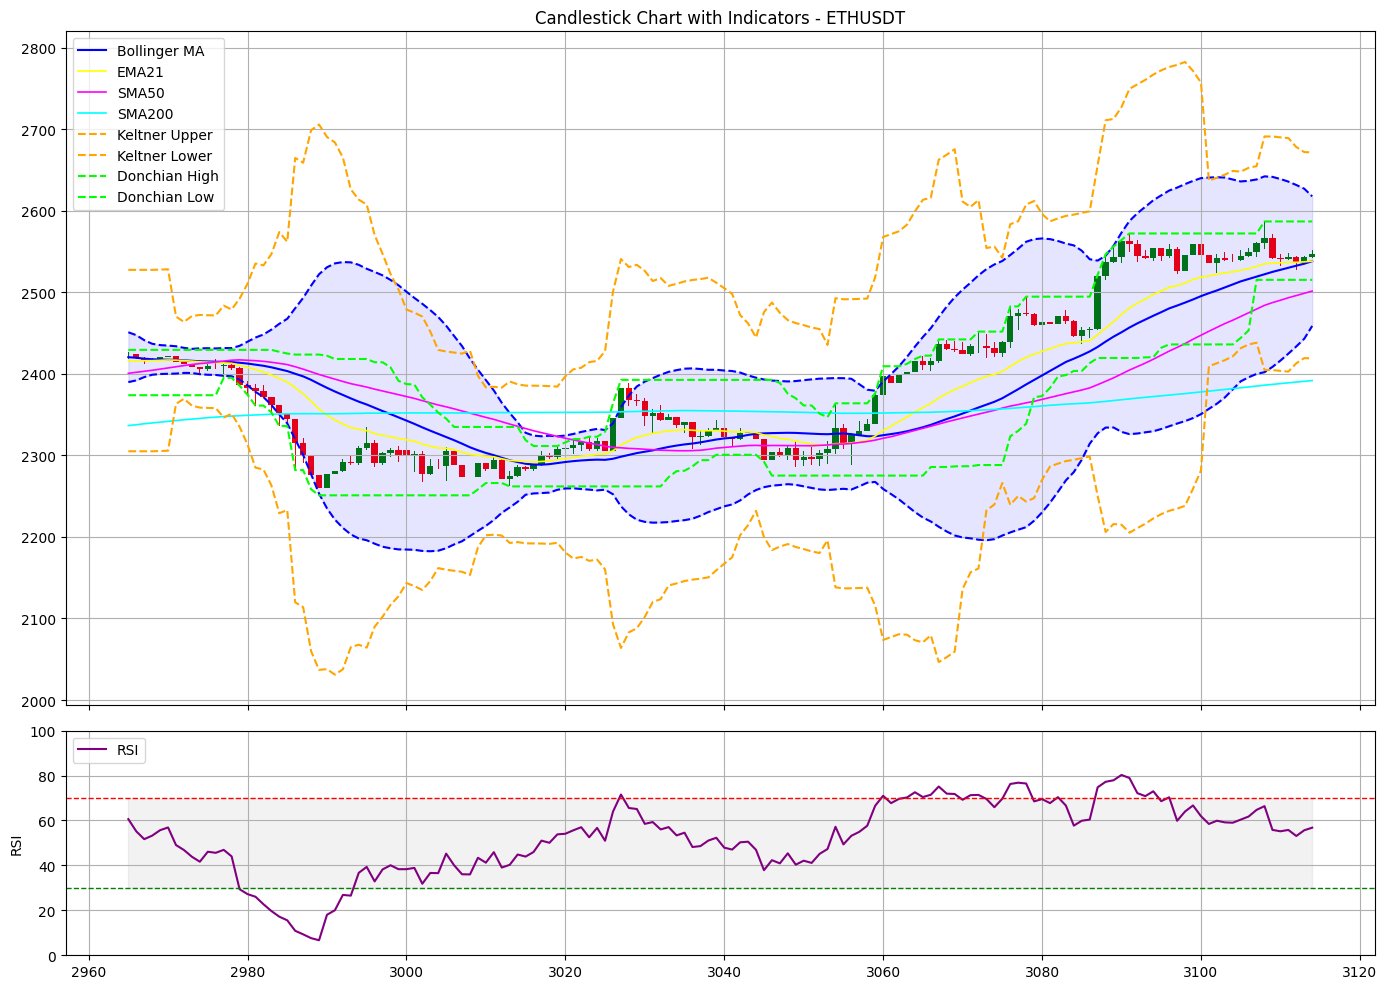 Candlestick Chart with Indicators - ETHUSDT
2800
2700
2600
2500
2400
2300
2200
2100
2000
Bollinger MA
EMA21
SMA50
SMA200
Keltner Upper
Keltner Lower
Donchian High
Donchian Low
100
80
60
40
20
0
RSI
RSI
2960 2980 3000 3020 3040 3060 3080 3100 3120